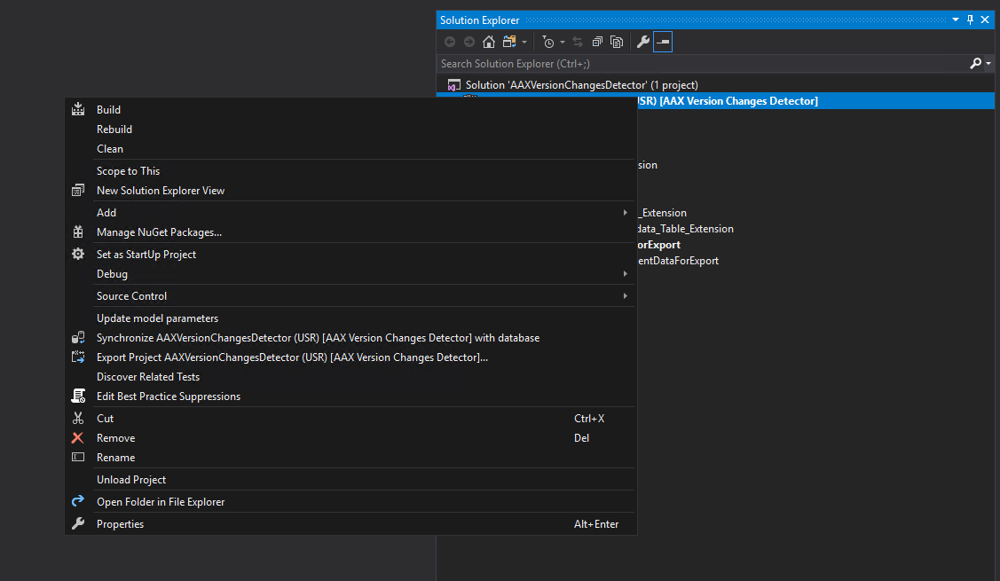 Solution Explorer
Search Solution Explorer (Ctrl+;)
Solution 'AAXVersionChangesDetector' (1 project)
USR) [AAX Version Changes Detector]
Build
Rebuild
Clean
Scope to This
sion
New Solution Explorer View
Add
_Extension
Manage NuGet Packages...
data_Table_Extension
orExport
Set as StartUp Project
entDataForExport
Debug
Source Control
Update model parameters
Synchronize AAXVersionChangesDetector (USR) [AAX Version Changes Detector] with database
Export Project AAXVersionChangesDetector (USR) [AAX Version Changes Detector]...
Discover Related Tests
Edit Best Practice Suppressions
Cut Ctrl+X
Remove Del
Rename
Unload Project
Open Folder in File Explorer
Properties Alt+Enter